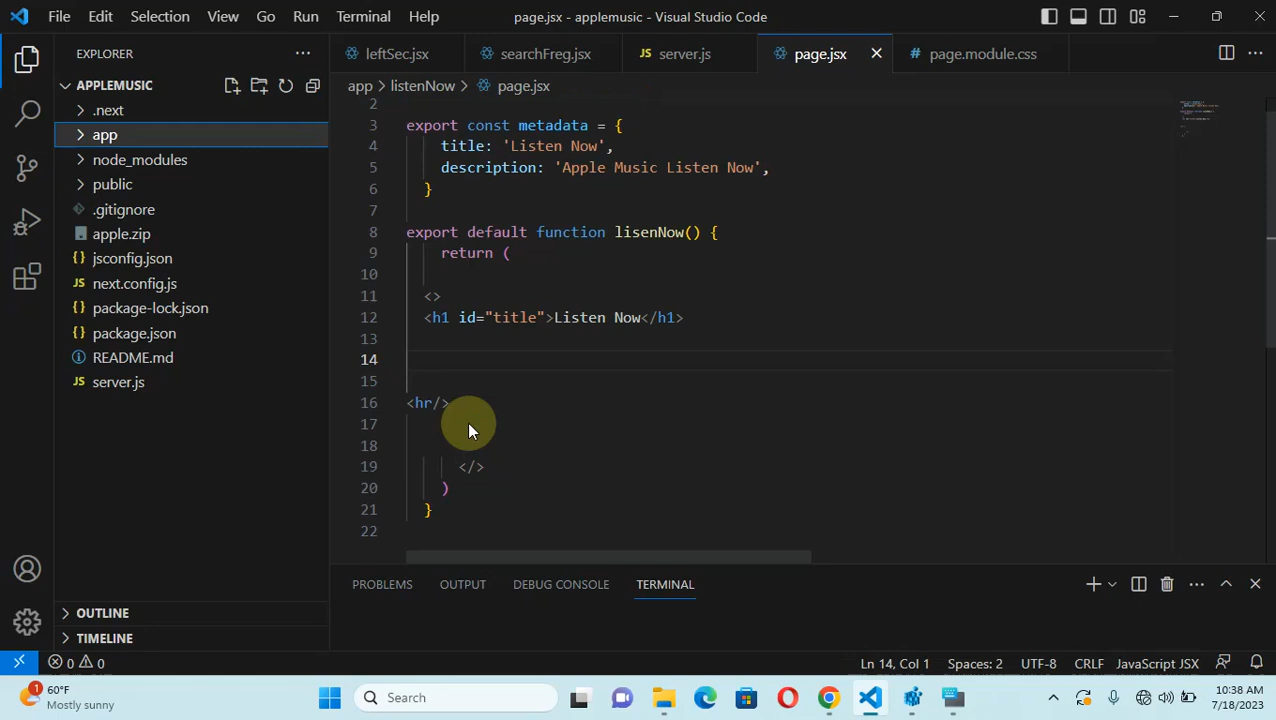 File Edit Selection View Go Run Terminal Help page.jsx - applemusic - Visual Studio Code
EXPLORER
leftSec.jsx searchFreg.jsx JS server.js page.jsx # page.module.css
APPLEMUSIC
app > listenNow > page.jsx
.next
app
node_modules
public
.gitignore
apple.zip
{} jsconfig.json
JS next.config.js
{} package-lock.json
{} package.json
README.md
JS server.js
OUTLINE
TIMELINE
2
3 export const metadata = {
4 title: 'Listen Now',
5 description: 'Apple Music Listen Now',
6 }
7
8 export default function lisenNow() {
9 return (
10
11 <>
12 <h1 id="title">Listen Now</h1>
13
14
15
16 <hr/>
17
18
19 </>
20 )
21 }
22
PROBLEMS OUTPUT DEBUG CONSOLE TERMINAL
0 0 Ln 14, Col 1 Spaces: 2 UTF-8 CRLF JavaScript JSX
1 60°F
Mostly sunny
Search
10:38 AM
7/18/2023